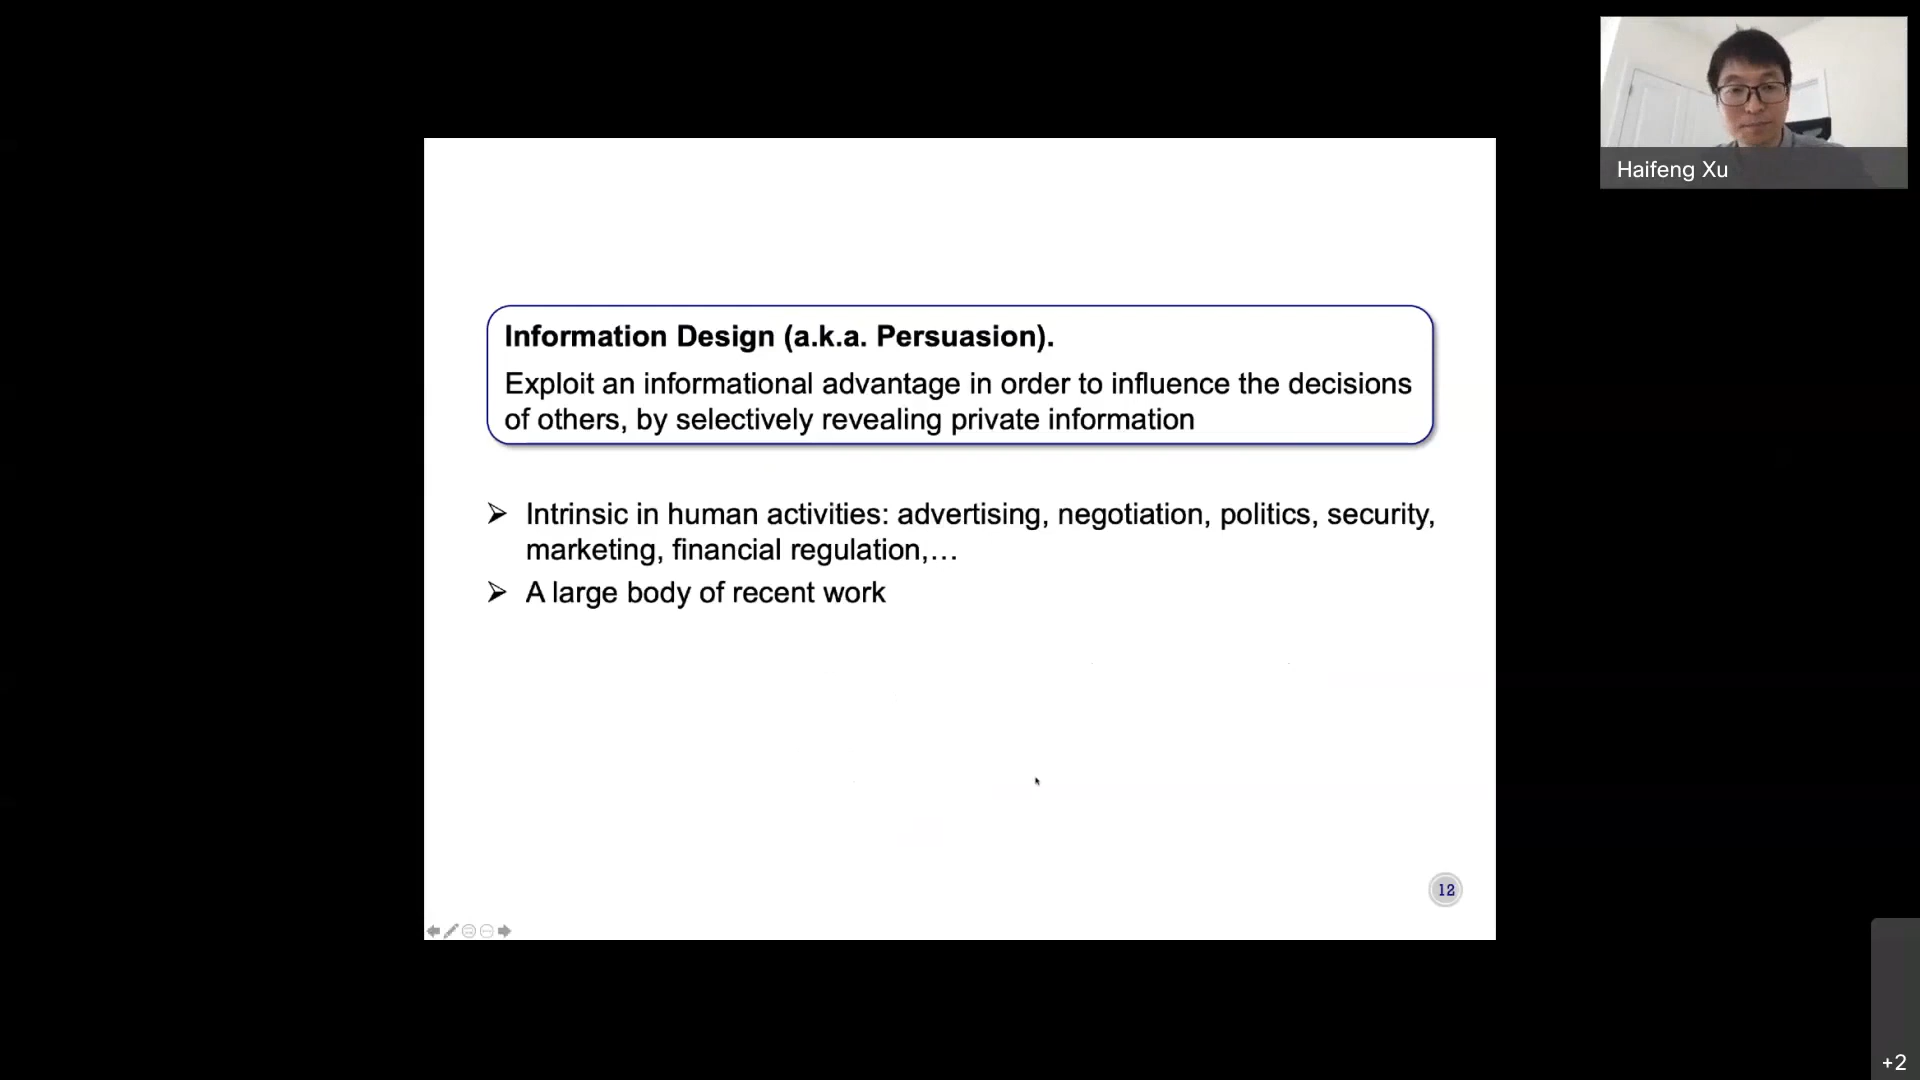 Haifeng Xu
Information Design (a.k.a. Persuasion).
Exploit an informational advantage in order to influence the decisions
of others, by selectively revealing private information
➢ Intrinsic in human activities: advertising, negotiation, politics, security,
marketing, financial regulation,…
➢ A large body of recent work
12
+2